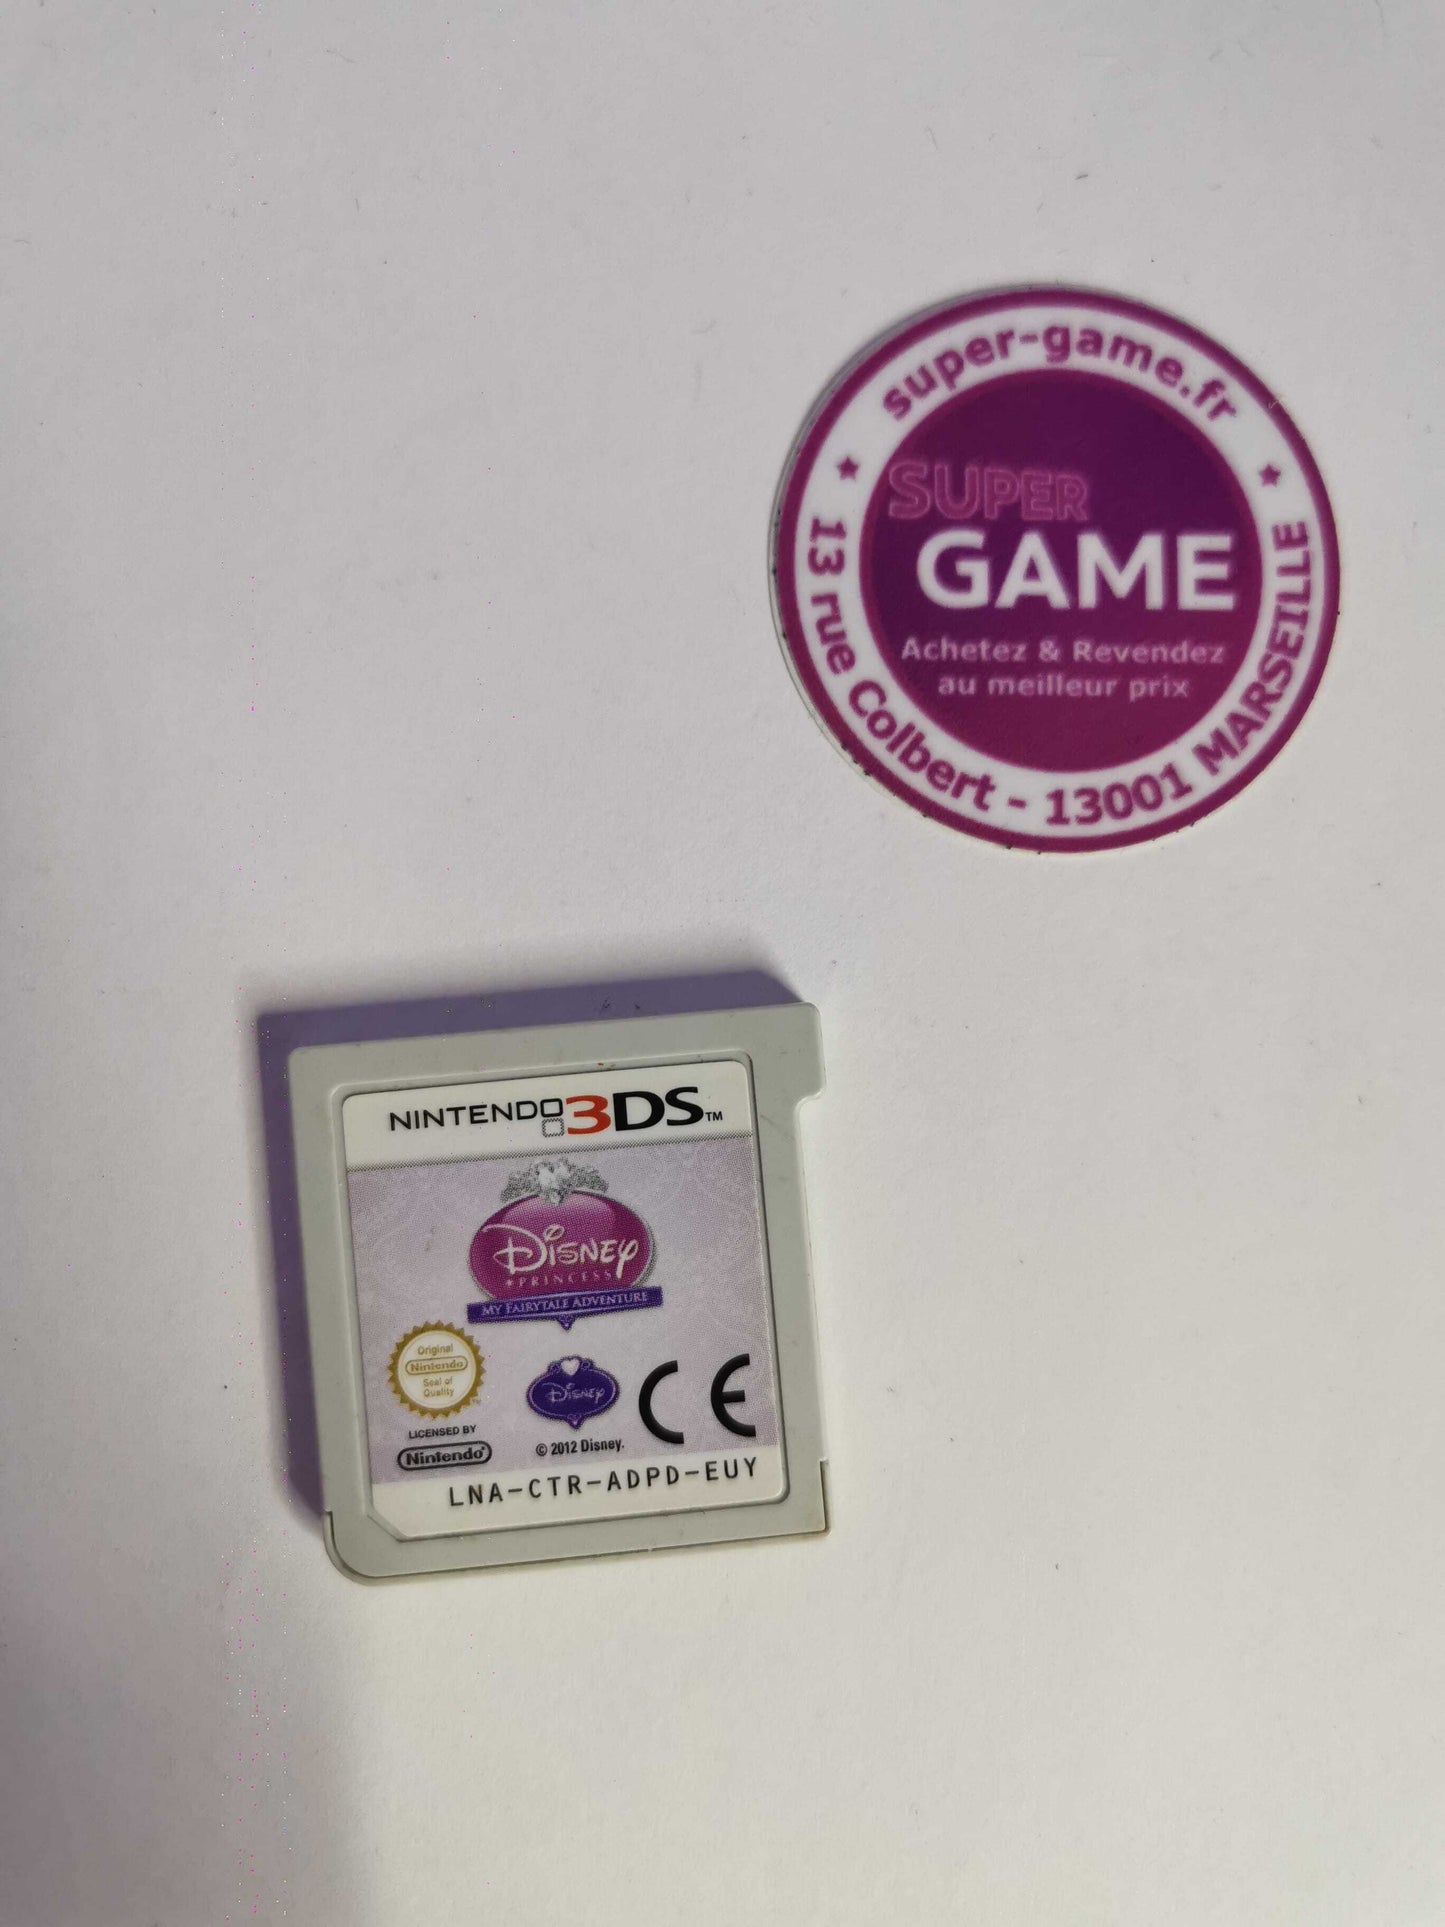 super-game.fr
SUPER
GAME
Achetez & Revendez
au meilleur prix
★ 13 rue Colbert - 13001 MARSEILLE ★
NINTENDO 3DS™
Disney
PRINCESS
MY FAIRYTALE ADVENTURE
Original
Nintendo
Seal of
Quality
TM
Disney
CE
LICENSED BY
Nintendo®
© 2012 Disney.
LNA-CTR-ADPD-EUY